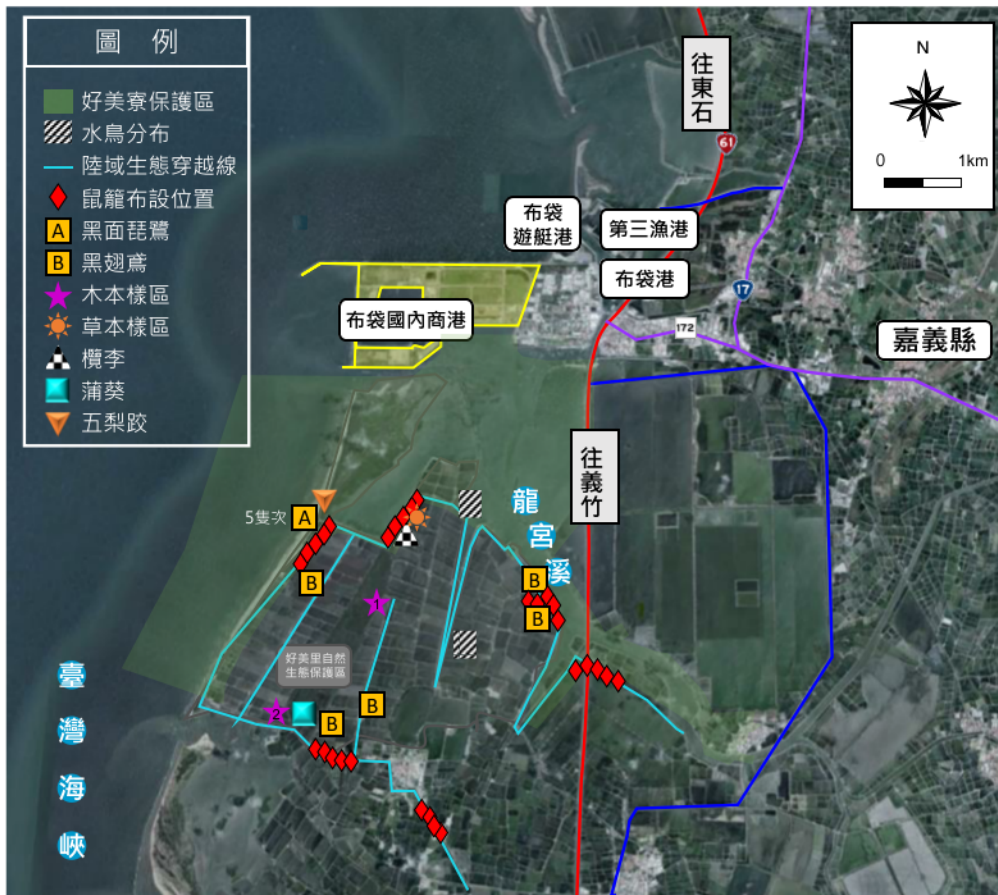 圖 例
好美寮保護區
水鳥分布
陸域生態穿越線
鼠籠布設位置
A 黑面琵鷺
B 黑翅鳶
木本樣區
草本樣區
欖李
蒲葵
五梨跤
往東石
61
N
0 1km
布袋
遊艇港
第三漁港
布袋港
17
172
布袋國內商港
嘉義縣
往義竹
龍宮溪
5隻次
A
B
B
B
1
好美里自然
生態保護區
2
B
B
臺灣海峽